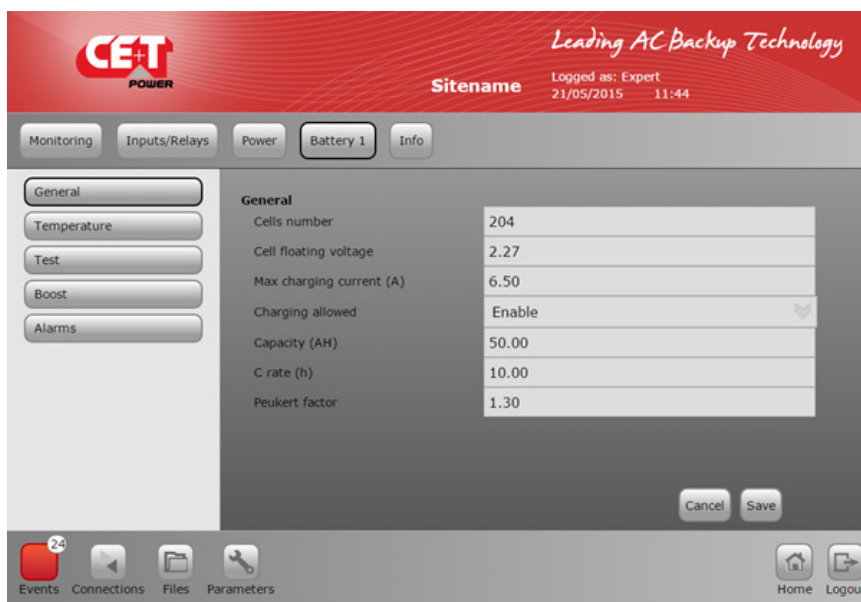 CE+T
POWER
Leading AC Backup Technology
Sitename
Logged as: Expert
21/05/2015 11:44
Monitoring Inputs/Relays Power Battery 1 Info
General
Temperature
Test
Boost
Alarms
General
Cells number 204
Cell floating voltage 2.27
Max charging current (A) 6.50
Charging allowed Enable
Capacity (AH) 50.00
C rate (h) 10.00
Peukert factor 1.30
Cancel Save
24
Events Connections Files Parameters Home Logou